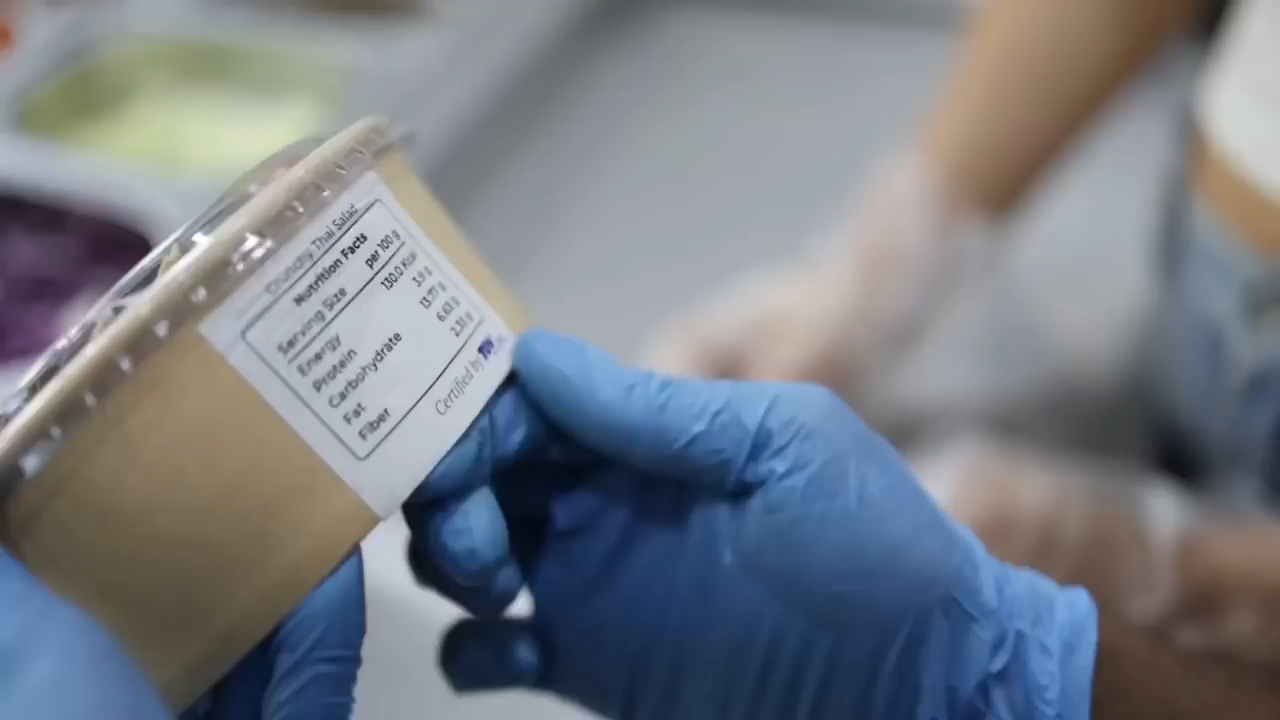 Crunchy Thai Salad
Nutrition Facts
Serving Size per 100 g
Energy 130.0 Kcal
Protein 3.9 g
Carbohydrate 13.77 g
Fat 6.63 g
Fiber 2.33 g
Certified by